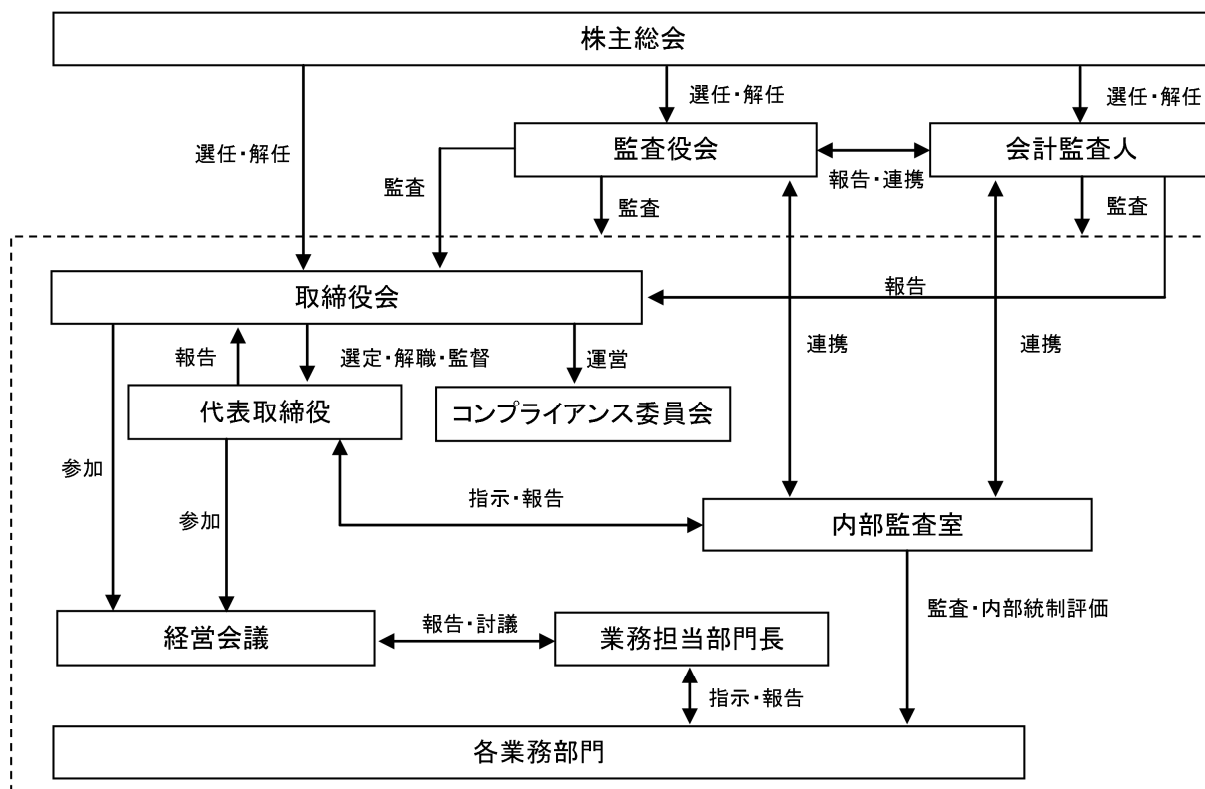 株主総会
選任・解任
選任・解任
選任・解任
監査役会
会計監査人
報告・連携
監査
監査
監査
取締役会
報告
報告
選定・解職・監督
運営
連携
連携
代表取締役
コンプライアンス委員会
参加
参加
指示・報告
内部監査室
監査・内部統制評価
経営会議
報告・討議
業務担当部門長
指示・報告
各業務部門